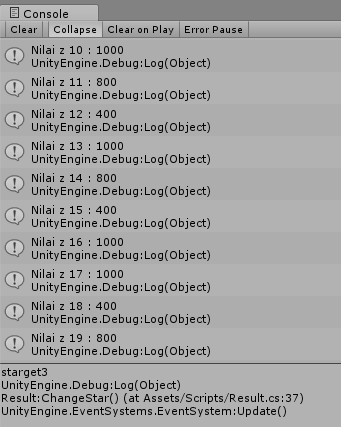 Console
Clear Collapse Clear on Play Error Pause
Nilai z 10 : 1000
UnityEngine.Debug:Log(Object)
Nilai z 11 : 800
UnityEngine.Debug:Log(Object)
Nilai z 12 : 400
UnityEngine.Debug:Log(Object)
Nilai z 13 : 1000
UnityEngine.Debug:Log(Object)
Nilai z 14 : 800
UnityEngine.Debug:Log(Object)
Nilai z 15 : 400
UnityEngine.Debug:Log(Object)
Nilai z 16 : 1000
UnityEngine.Debug:Log(Object)
Nilai z 17 : 1000
UnityEngine.Debug:Log(Object)
Nilai z 18 : 400
UnityEngine.Debug:Log(Object)
Nilai z 19 : 800
UnityEngine.Debug:Log(Object)
starget3
UnityEngine.Debug:Log(Object)
Result:ChangeStar() (at Assets/Scripts/Result.cs:37)
UnityEngine.EventSystems.EventSystem:Update()